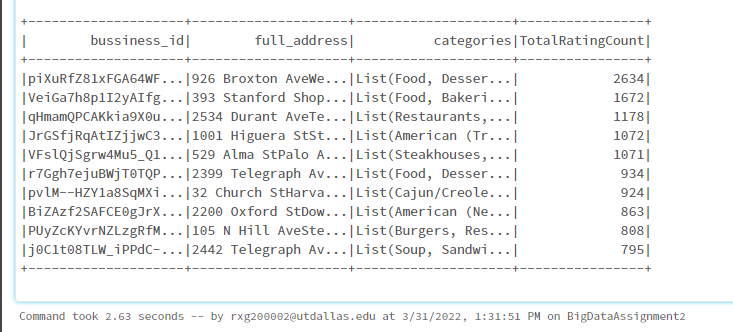 +--------------------+--------------------+--------------------+----------------+
|        bussiness_id|        full_address|          categories|TotalRatingCount|
+--------------------+--------------------+--------------------+----------------+
|piXuRfZ81xFGA64WF...|926 Broxton AveWe...|List(Food, Desser...|            2634|
|VeiGa7h8p1I2yAIfg...|393 Stanford Shop...|List(Food, Bakeri...|            1672|
|qHmamQPCAKkia9X0u...|2534 Durant AveTe...|List(Restaurants,...|            1178|
|JrGSfjRqAtIZjjwC3...|1001 Higuera StSt...|List(American (Tr...|            1072|
|VFslQjSgrw4Mu5_Q1...|529 Alma StPalo A...|List(Steakhouses,...|            1071|
|r7Ggh7ejuBWjT0TQP...|2399 Telegraph Av...|List(Food, Desser...|             934|
|pvlM--HZY1a8SqMXi...|32 Church StHarva...|List(Cajun/Creole...|             924|
|BiZAzf2SAFCE0gJrX...|2200 Oxford StDow...|List(American (Ne...|             863|
|PUyZcKYvrNZLzgRfM...|105 N Hill AveSte...|List(Burgers, Res...|             808|
|j0C1t08TLW_iPPdC-...|2442 Telegraph Av...|List(Soup, Sandwi...|             795|
+--------------------+--------------------+--------------------+----------------+
Command took 2.63 seconds -- by rxg200002@utdallas.edu at 3/31/2022, 1:31:51 PM on BigDataAssignment2